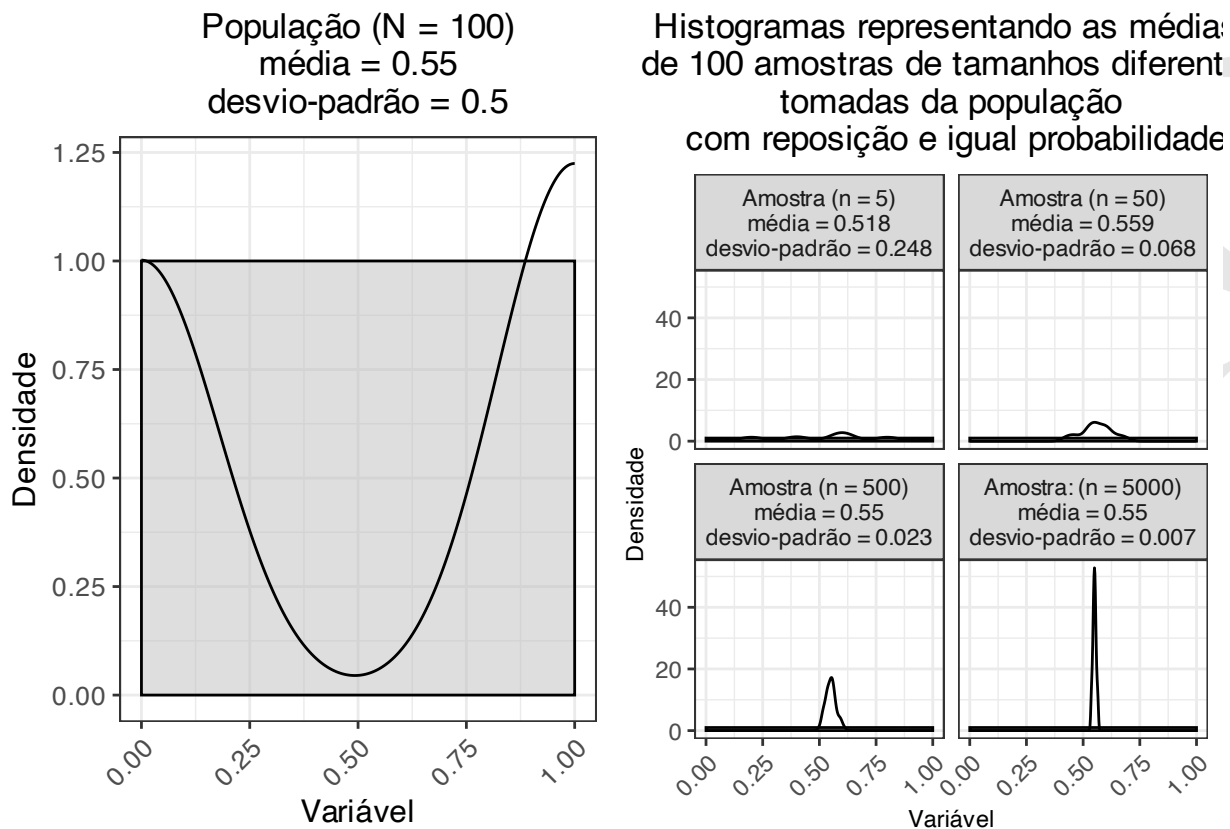 População (N = 100)
média = 0.55
desvio-padrão = 0.5
1.25
1.00
0.75
0.50
0.25
0.00
Densidade
0.00
0.25
0.50
0.75
1.00
Variável
Histogramas representando as média
de 100 amostras de tamanhos diferent
tomadas da população
com reposição e igual probabilidade
Amostra (n = 5)
média = 0.518
desvio-padrão = 0.248
Amostra (n = 50)
média = 0.559
desvio-padrão = 0.068
40
20
0
Amostra (n = 500)
média = 0.55
desvio-padrão = 0.023
Amostra: (n = 5000)
média = 0.55
desvio-padrão = 0.007
40
20
0
Densidade
0.00
0.25
0.50
0.75
1.00
0.00
0.25
0.50
0.75
1.00
Variável